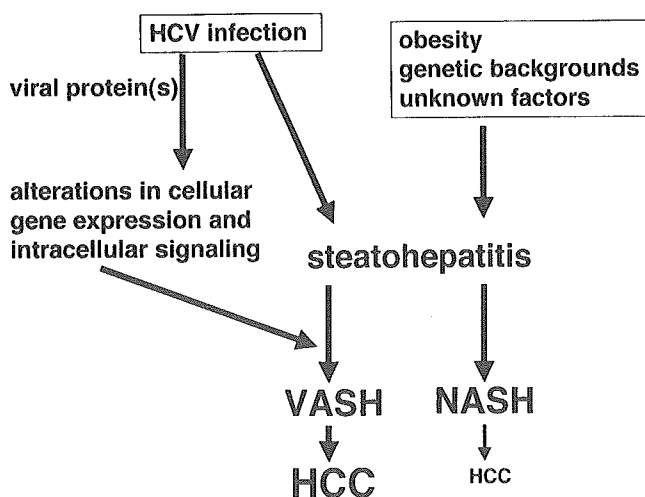 HCV infection
obesity
genetic backgrounds
unknown factors
viral protein(s)
alterations in cellular
gene expression and
intracellular signaling
steatohepatitis
VASH
NASH
HCC
HCC